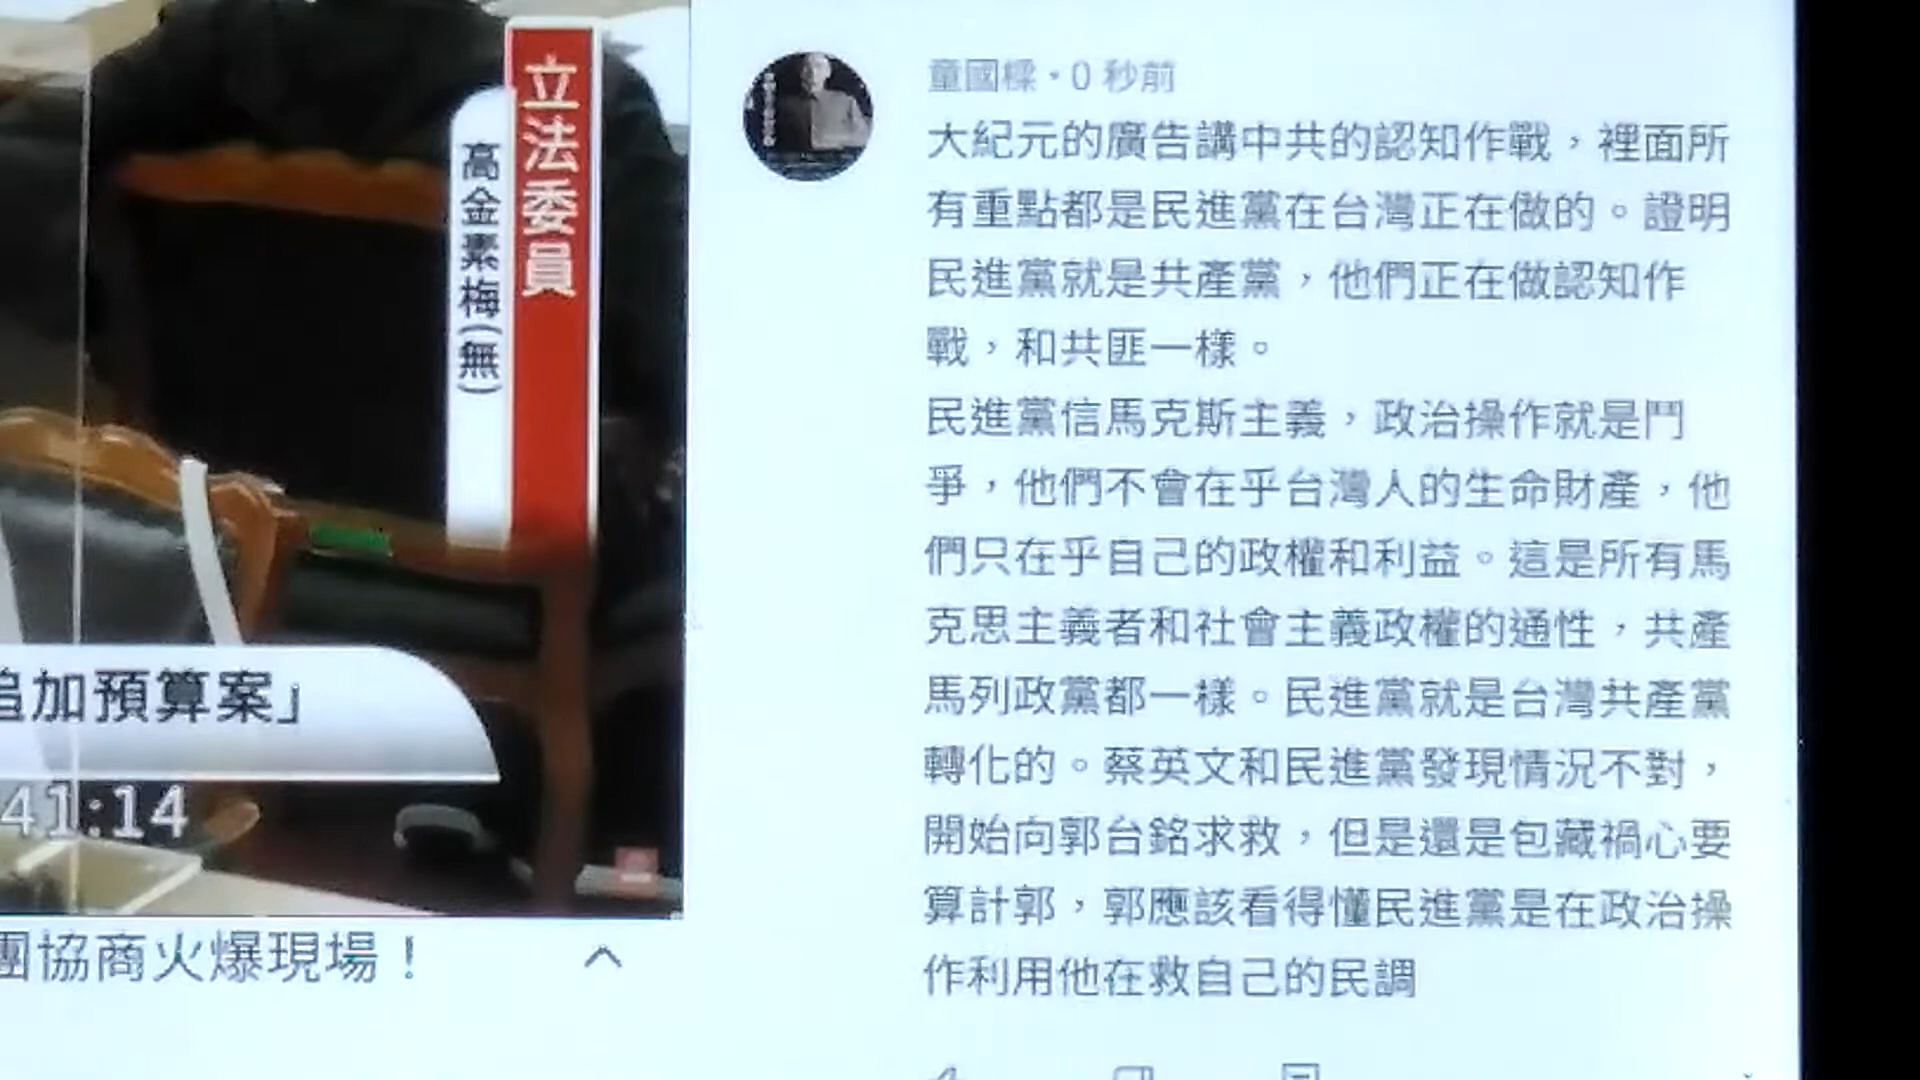 立法委員
高金素梅(無)
追加預算案」
41:14
團協商火爆現場！
童國樑・0 秒前
大紀元的廣告講中共的認知作戰，裡面所
有重點都是民進黨在台灣正在做的。證明
民進黨就是共產黨，他們正在做認知作
戰，和共匪一樣。
民進黨信馬克斯主義，政治操作就是鬥
爭，他們不會在乎台灣人的生命財產，他
們只在乎自己的政權和利益。這是所有馬
克思主義者和社會主義政權的通性，共產
馬列政黨都一樣。民進黨就是台灣共產黨
轉化的。蔡英文和民進黨發現情況不對，
開始向郭台銘求救，但是還是包藏禍心要
算計郭，郭應該看得懂民進黨是在政治操
作利用他在救自己的民調